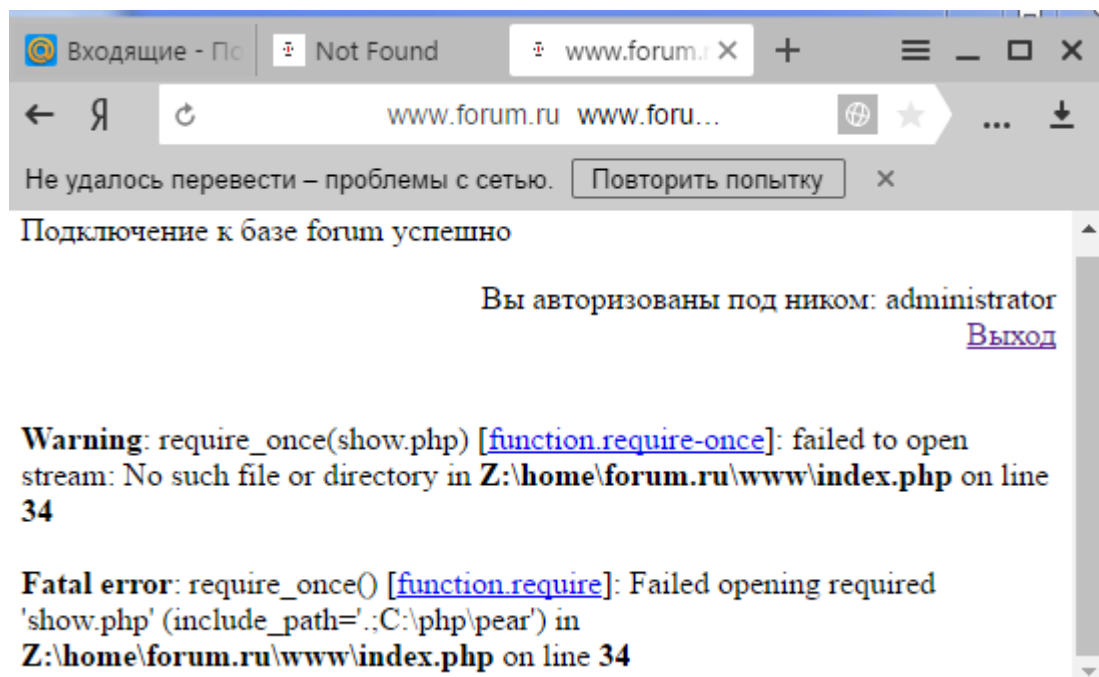 Входящие - По
Not Found
www.forum.r
Я
www.forum.ru www.foru...
Не удалось перевести – проблемы с сетью. Повторить попытку
Подключение к базе forum успешно
Вы авторизованы под ником: administrator
Выход
Warning: require_once(show.php) [function.require-once]: failed to open
stream: No such file or directory in Z:\home\forum.ru\www\index.php on line
34
Fatal error: require_once() [function.require]: Failed opening required
'show.php' (include_path='.;C:\php\pear') in
Z:\home\forum.ru\www\index.php on line 34